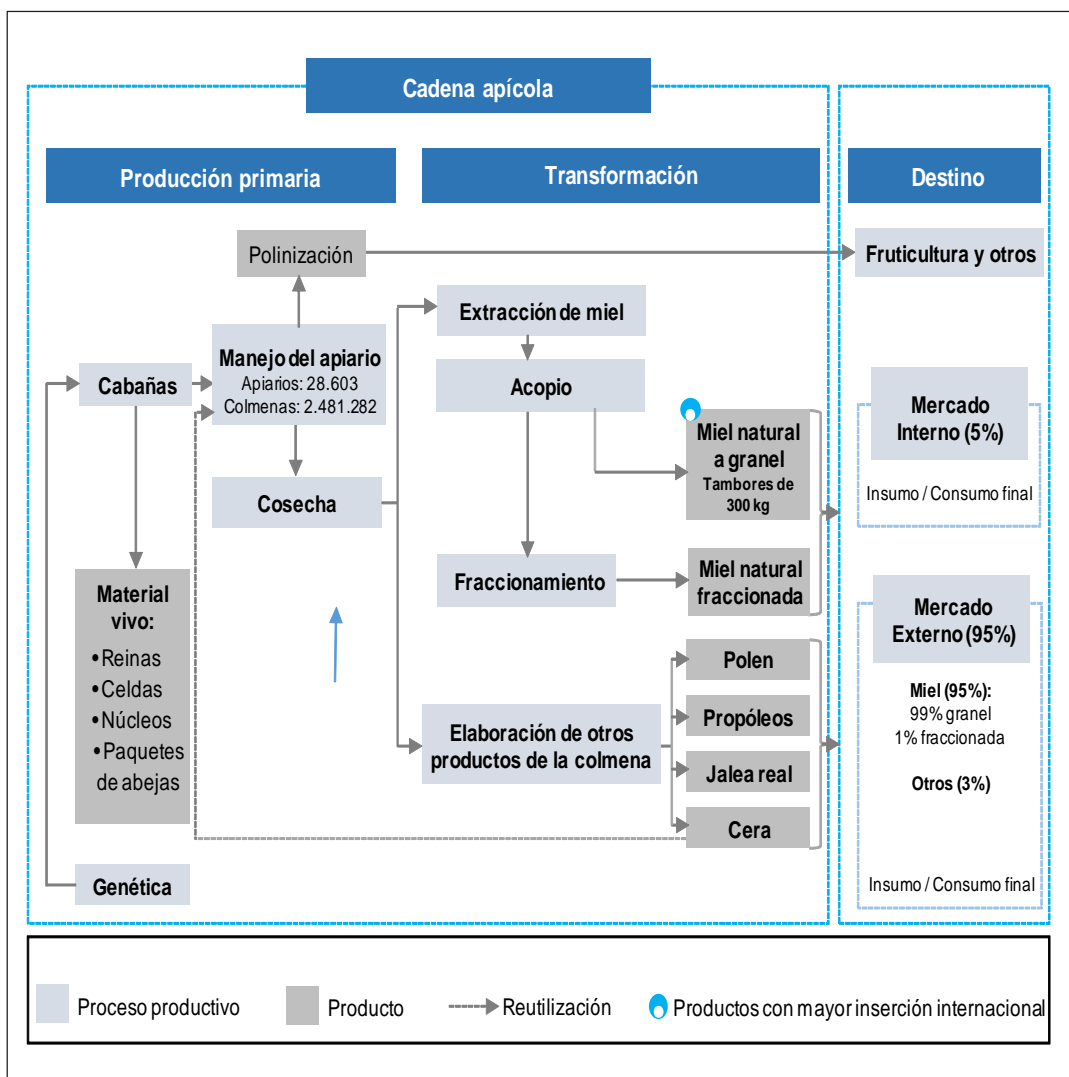 Cadena apícola
Producción primaria
Transformación
Destino
Polinización
Fruticultura y otros
Extracción de miel
Manejo del apiario
Apiarios: 28.603
Colmenas: 2.481.282
Cabañas
Acopio
Mercado
Interno (5%)
Insumo / Consumo final
Miel natural
a granel
Tambores de
300 kg
Cosecha
Fraccionamiento
Miel natural
fraccionada
Material
vivo:
•Reinas
•Celdas
•Núcleos
•Paquetes
de abejas
Mercado
Externo (95%)
Miel (95%):
99% granel
1% fraccionada
Otros (3%)
Insumo / Consumo final
Elaboración de otros
productos de la colmena
Polen
Propóleos
Jalea real
Cera
Genética
Proceso productivo
Producto
Reutilización
Productos con mayor inserción internacional